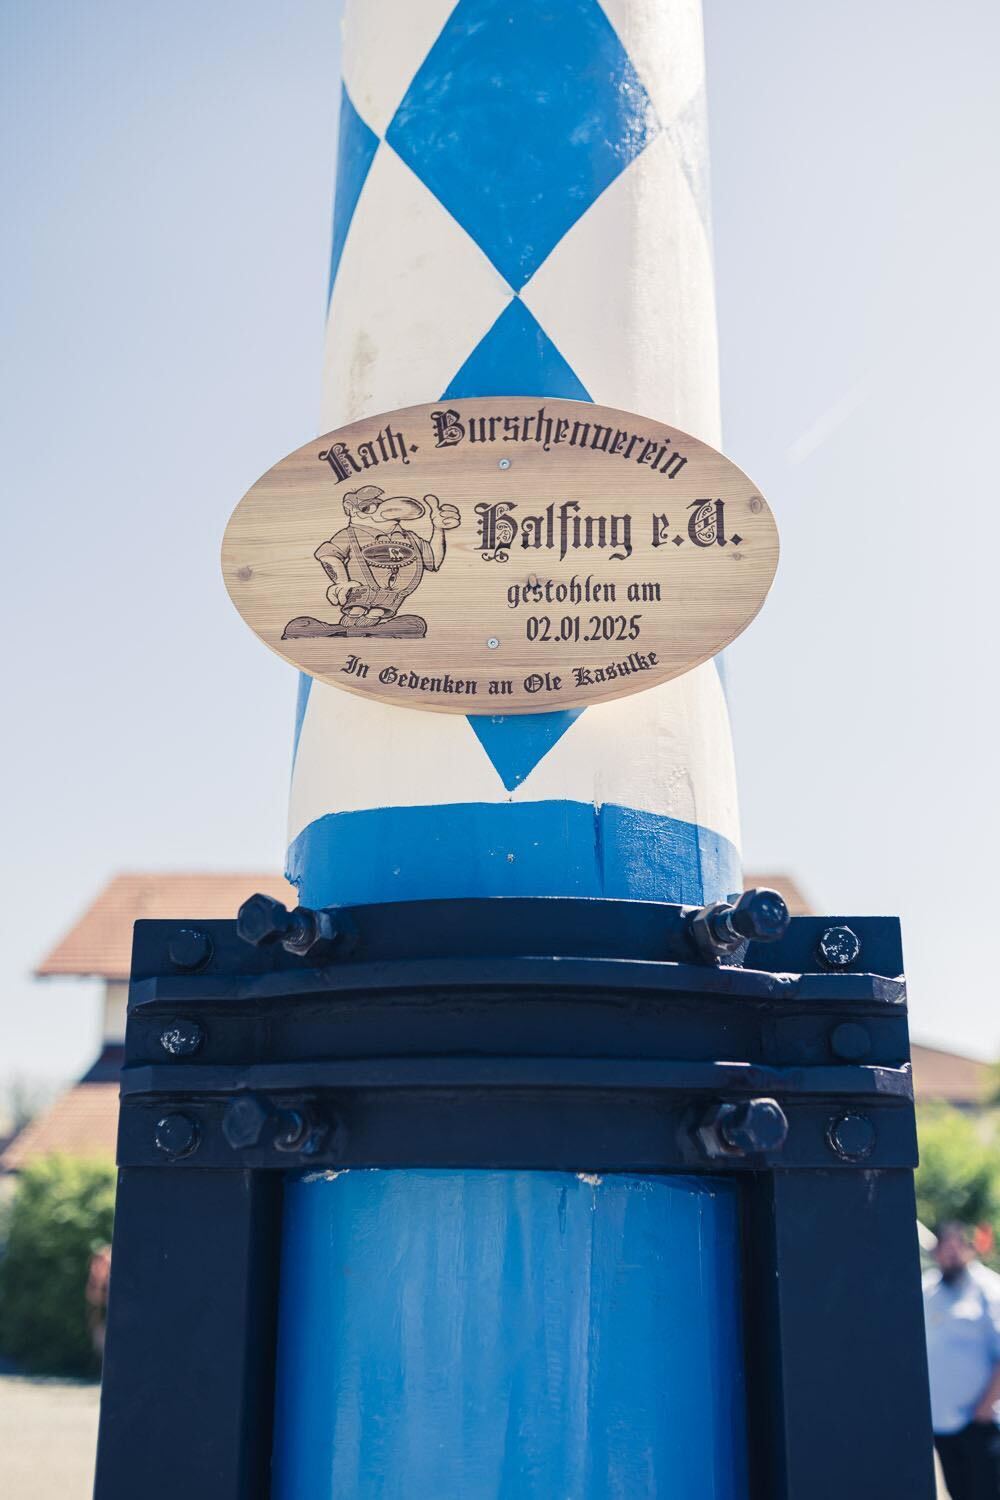 Kath. Burschenverein
Halfing e.V.
gestohlen am
02.01.2025
In Gedenken an Ole Kasulke